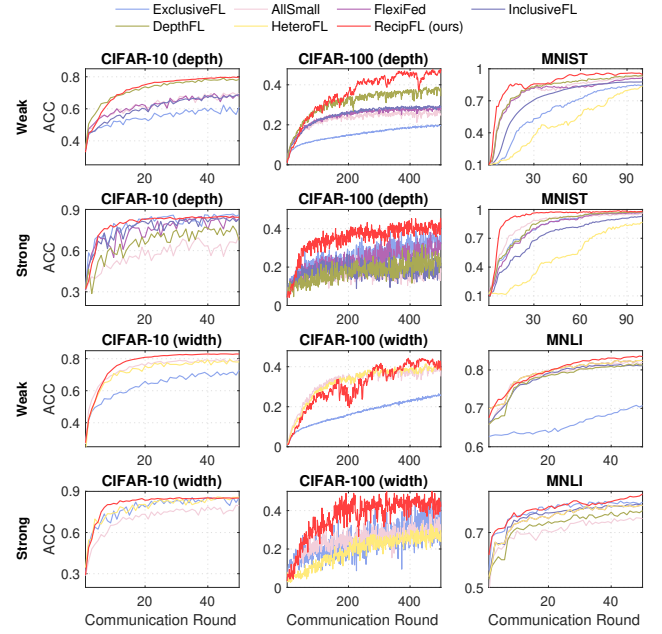 ExclusiveFL AllSmall FlexiFed InclusiveFL
DepthFL HeteroFL RecipFL (ours)
CIFAR-10 (depth) CIFAR-100 (depth) MNIST
Weak
ACC
0.8
0.6
0.4
20 40
0.4
0.2
0
200 400
1
0.7
0.4
0.1
30 60 90
CIFAR-10 (depth) CIFAR-100 (depth) MNIST
Strong
ACC
0.9
0.6
0.3
20 40
0.4
0.2
0
200 400
1
0.7
0.4
0.1
30 60 90
CIFAR-10 (width) CIFAR-100 (width) MNLI
Weak
ACC
0.8
0.6
0.4
20 40
0.4
0.2
0
200 400
0.8
0.7
0.6
20 40
CIFAR-10 (width) CIFAR-100 (width) MNLI
Strong
ACC
0.9
0.6
0.3
20 40
0.4
0.2
0
200 400
0.7
0.5
20 40
Communication Round Communication Round Communication Round